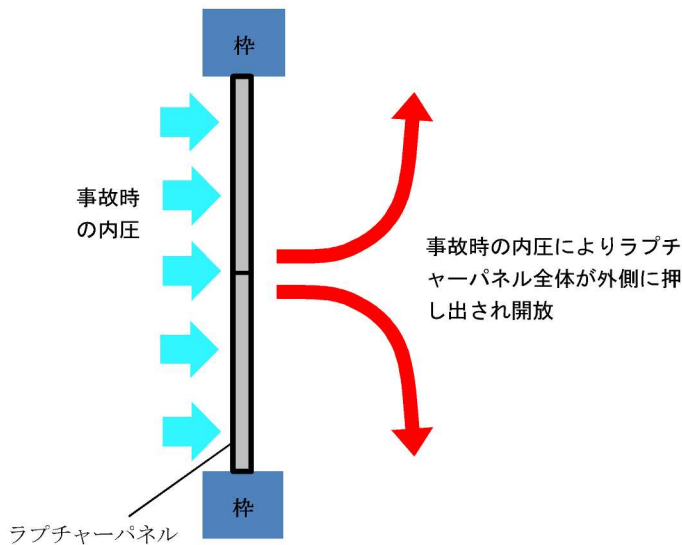 枠
事故時
の内圧
事故時の内圧によりラプチ
ャーパネル全体が外側に押
し出され開放
枠
ラプチャーパネル